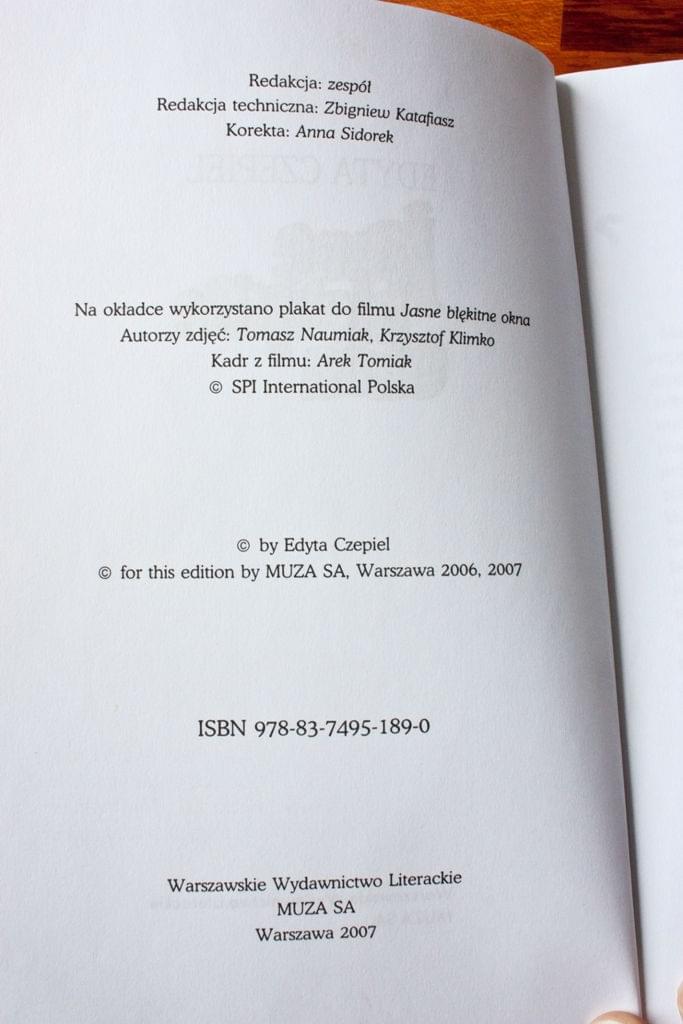 Redakcja: zespół
Redakcja techniczna: Zbigniew Katafiasz
Korekta: Anna Sidorek
EDYTA CZEPIEL
Na okładce wykorzystano plakat do filmu Jasne błękitne okna
Autorzy zdjęć: Tomasz Naumiak, Krzysztof Klimko
Kadr z filmu: Arek Tomiak
© SPI International Polska
© by Edyta Czepiel
© for this edition by MUZA SA, Warszawa 2006, 2007
ISBN 978-83-7495-189-0
Warszawskie Wydawnictwo Literackie
MUZA SA
Warszawa 2007